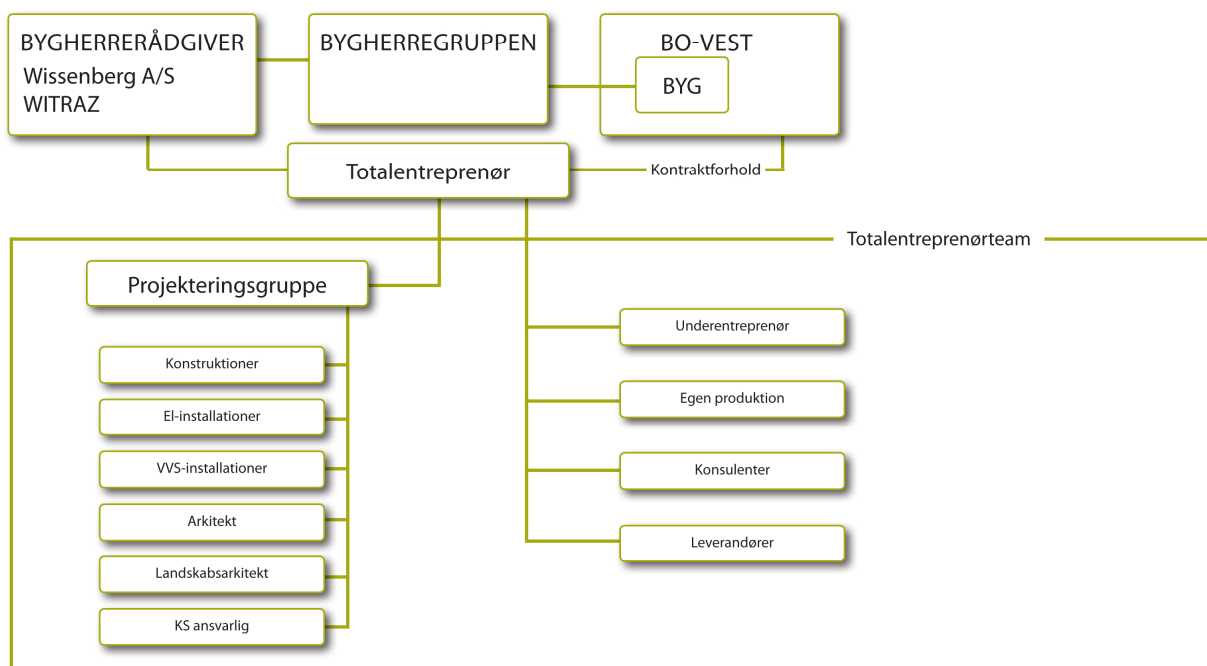 BYGHERRERÅDGIVER
Wissenberg A/S
WITRAZ
BYGHERREGRUPPEN
BO-VEST
BYG
Totalentreprenør
Kontraktforhold
Totalentreprenørteam
Projekteringsgruppe
Konstruktioner
El-installationer
VVS-installationer
Arkitekt
Landskabsarkitekt
KS ansvarlig
Underentreprenør
Egen produktion
Konsulenter
Leverandører